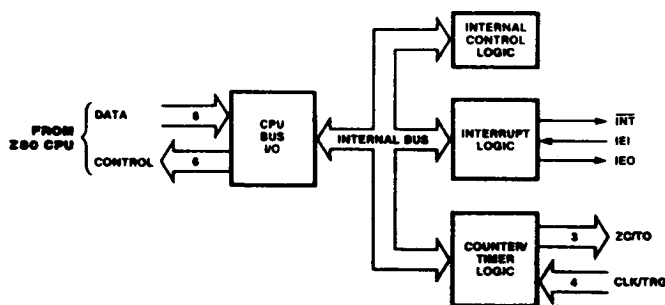 FROM
Z80 CPU
DATA
8
CONTROL
6
CPU
BUS
I/O
INTERNAL BUS
INTERNAL
CONTROL
LOGIC
INTERRUPT
LOGIC
INT
IEI
IEO
COUNTER/
TIMER
LOGIC
3
ZC/TO
4
CLK/TRG